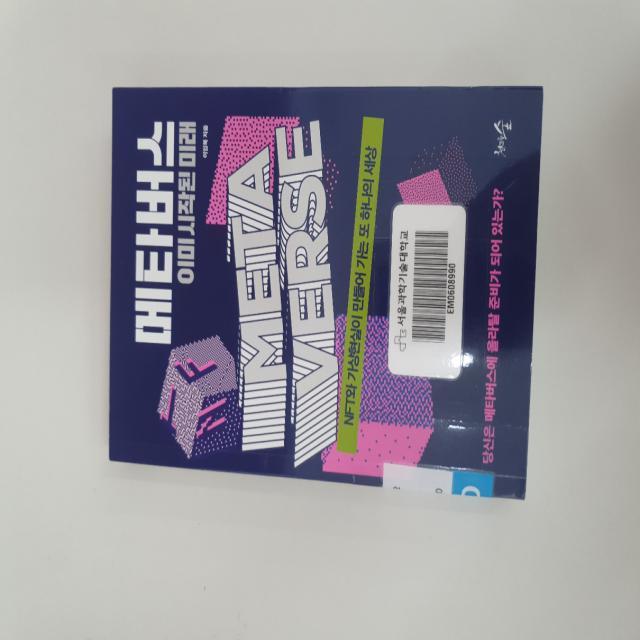 메타버스
이미 시작된 미래
이임복 지음
META
VERSE
NFT와 가상현실이 만들어 가는 또 하나의 세상
서울과학기술대학교
EM0608990
당신은 메타버스에 올라탈 준비가 되어 있는가?